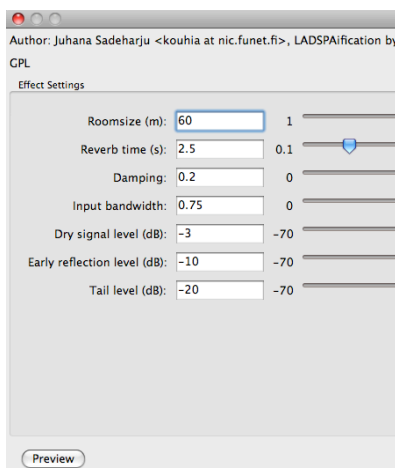 Author: Juhana Sadeharju <kouhia at nic.funet.fi>, LADSPAification by
GPL
Effect Settings
Roomsize (m): 60 1
Reverb time (s): 2.5 0.1
Damping: 0.2 0
Input bandwidth: 0.75 0
Dry signal level (dB): -3 -70
Early reflection level (dB): -10 -70
Tail level (dB): -20 -70
Preview